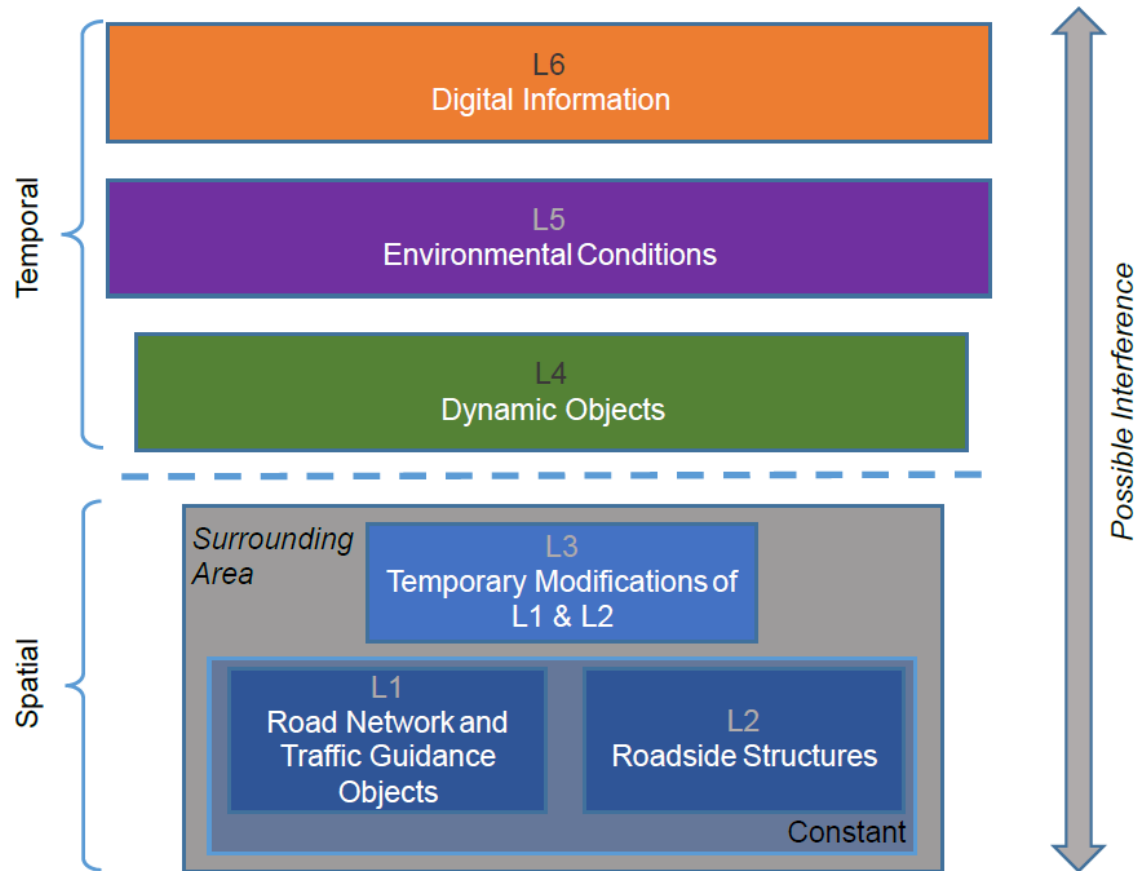 L6
Digital Information
L5
Environmental Conditions
L4
Dynamic Objects
Temporal
Surrounding
Area
L3
Temporary Modifications of
L1 & L2
L1
Road Network and
Traffic Guidance
Objects
L2
Roadside Structures
Constant
Spatial
Possible Interference